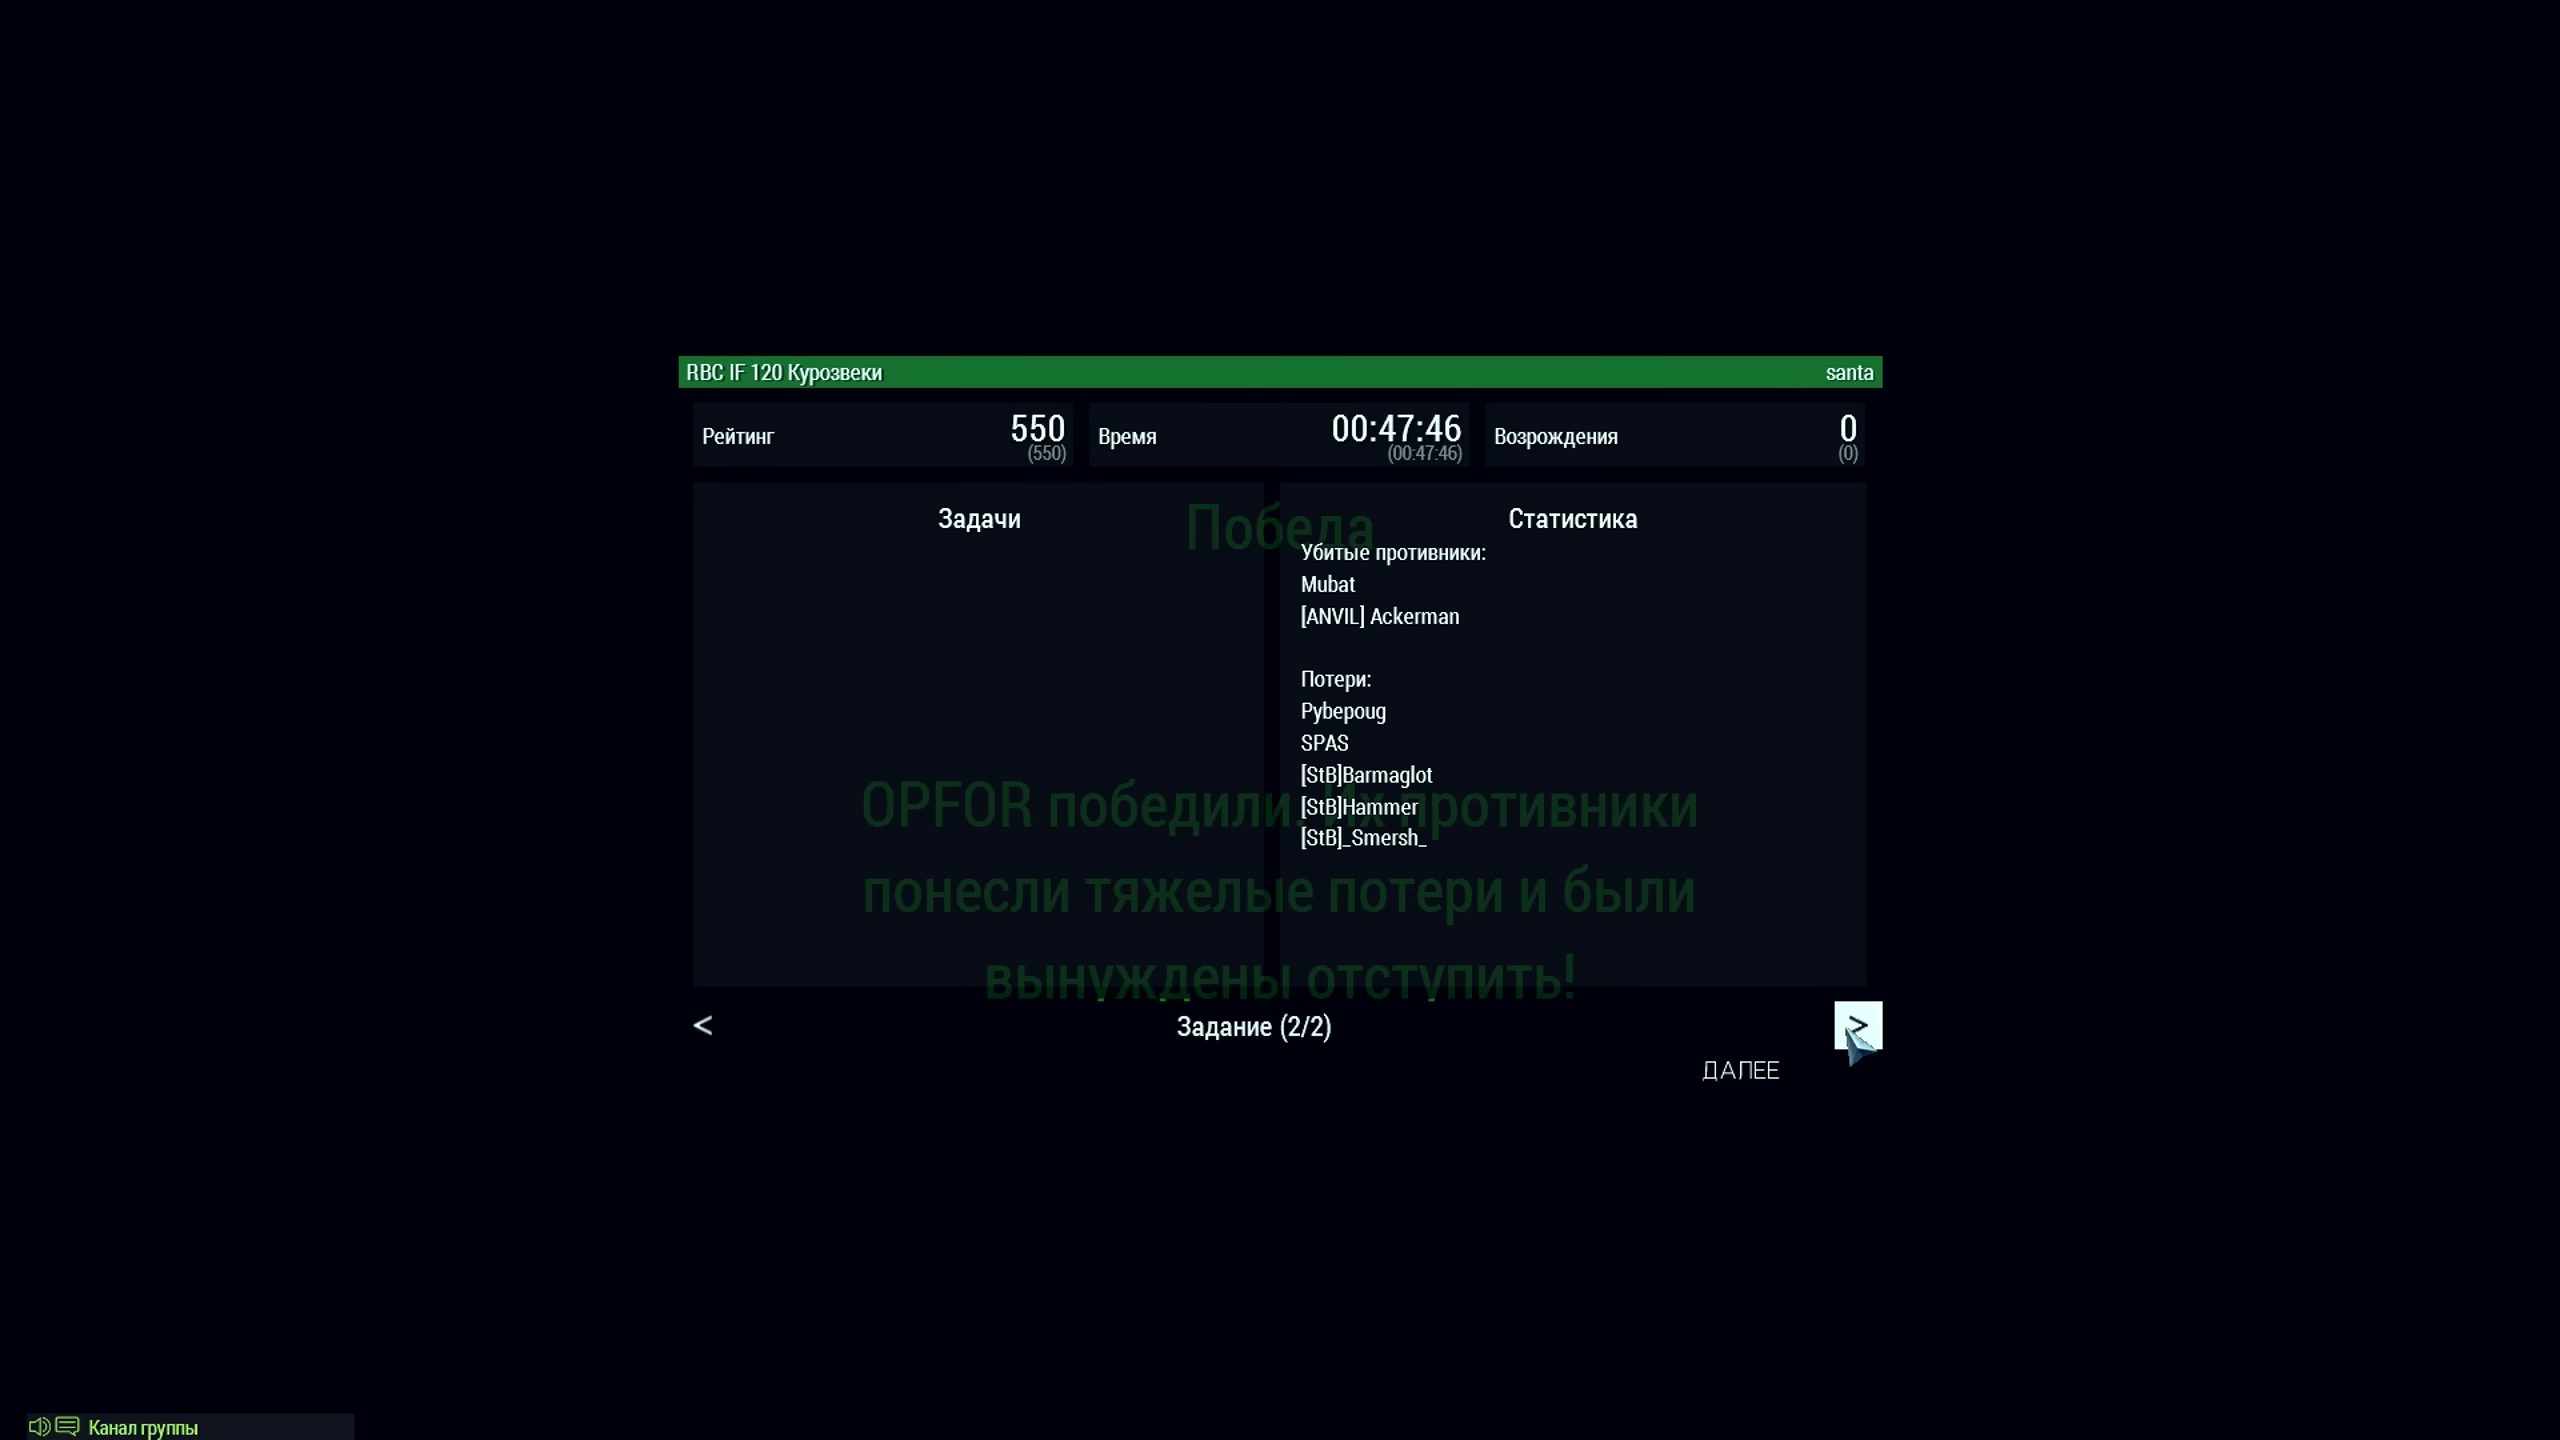 RBC IF 120 Курозвеки
santa
Рейтинг
550
(550)
Время
00:47:46
(00:47:46)
Возрождения
0
(0)
Победа
Задачи
Статистика
Убитые противники:
Mubat
[ANVIL] Ackerman
Потери:
Pybepoug
SPAS
[StB]Barmaglot
[StB]Hammer
[StB]_Smersh_
OPFOR победили. Их противники
понесли тяжелые потери и были
вынуждены отступить!
<
Задание (2/2)
>
ДАЛЕЕ
Канал группы